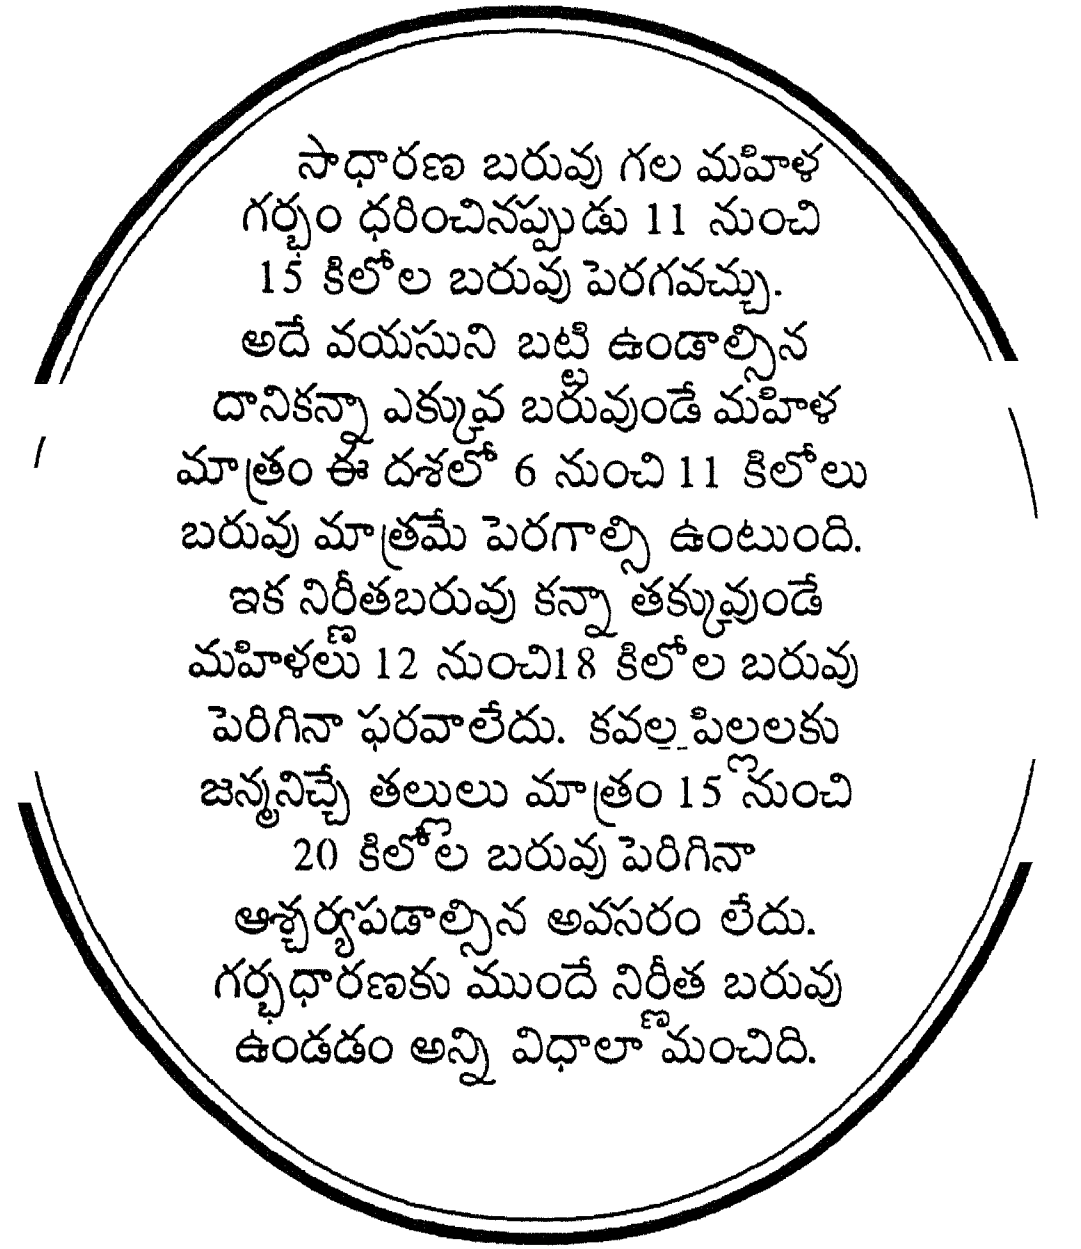 సాధారణ బరువు గల మహిళ
గర్భం ధరించినప్పుడు 11 నుంచి
15 కిలోల బరువు పెరగవచ్చు.
అదే వయసుని బట్టి ఉండాల్సిన
దానికన్నా ఎక్కువ బరువుండే మహిళ
మాత్రం ఈ దశలో 6 నుంచి 11 కిలోలు
బరువు మాత్రమే పెరగాల్సి ఉంటుంది.
ఇక నిర్ణీతబరువు కన్నా తక్కువుండే
మహిళలు 12 నుంచి18 కిలోల బరువు
పెరిగినా ఫరవాలేదు. కవల పిల్లలకు
జన్మనిచ్చే తల్లులు మాత్రం 15 నుంచి
20 కిలోల బరువు పెరిగినా
ఆశ్చర్యపడాల్సిన అవసరం లేదు.
గర్భధారణకు ముందే నిర్ణీత బరువు
ఉండడం అన్ని విధాలా మంచిది.